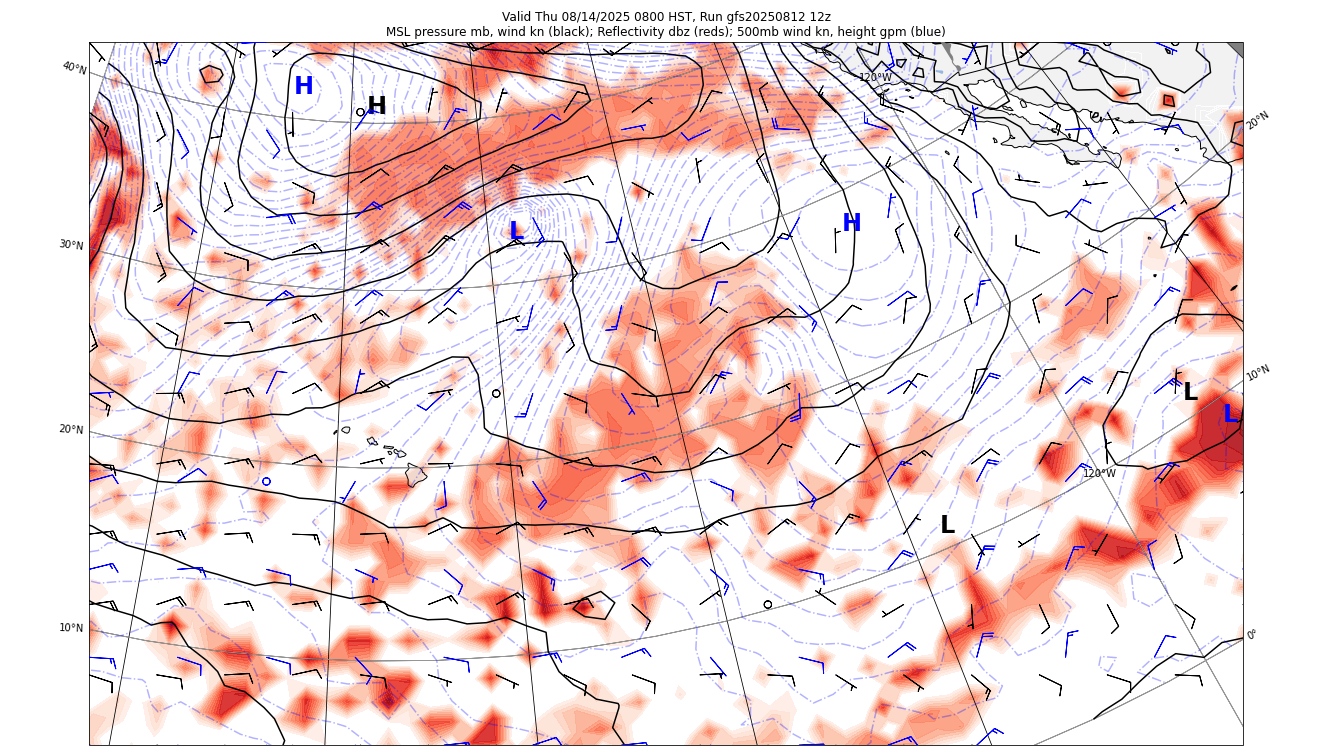 Valid Thu 08/14/2025 0800 HST, Run gfs20250812 12z
MSL pressure mb, wind kn (black); Reflectivity dbz (reds); 500mb wind kn, height gpm (blue)
40°N
H
H
120°W
20°N
30°N
L
H
10°N
L
L
20°N
120°W
L
10°N
0°